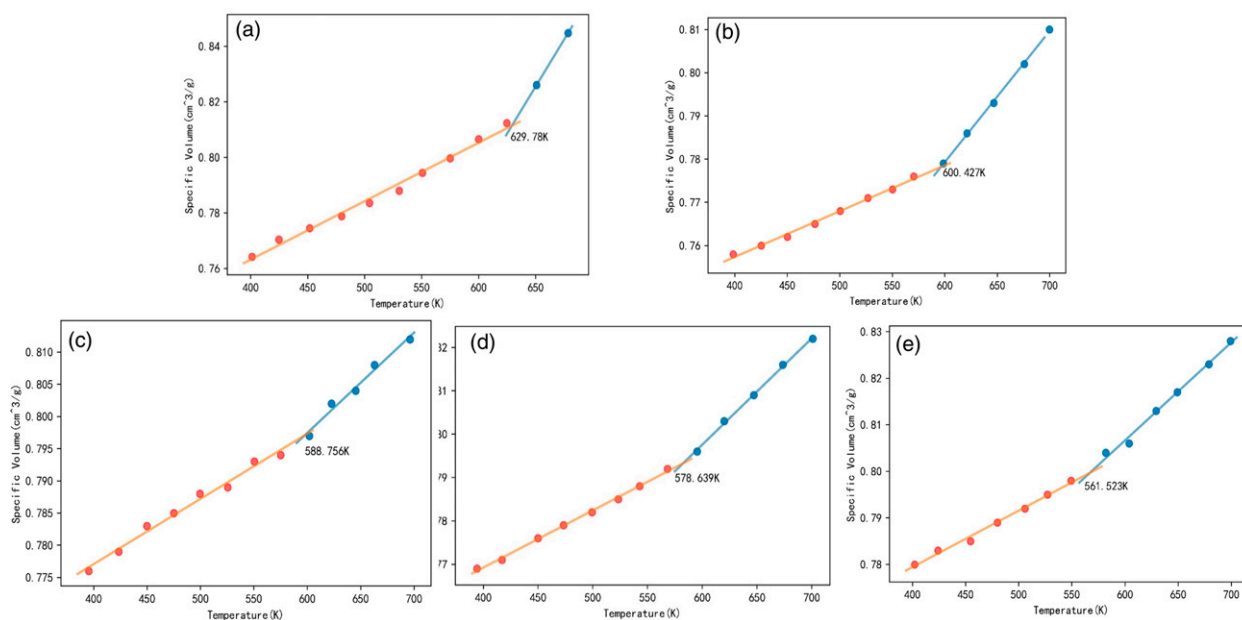 (a)
0.84
0.82
0.80
0.78
0.76
Specific Volume(cm^3/g)
629.78K
400 450 500 550 600 650
Temperature(K)
(b)
0.81
0.80
0.79
0.78
0.77
0.76
Specific Volume(cm^3/g)
600.427K
400 450 500 550 600 650 700
Temperature(K)
(c)
0.810
0.805
0.800
0.795
0.790
0.785
0.780
0.775
Specific Volume(cm^3/g)
588.756K
400 450 500 550 600 650 700
Temperature(K)
(d)
32
31
30
79
78
77
578.639K
400 450 500 550 600 650 700
Temperature(K)
(e)
0.83
0.82
0.81
0.80
0.79
0.78
Specific Volume(cm^3/g)
561.523K
400 450 500 550 600 650 700
Temperature(K)